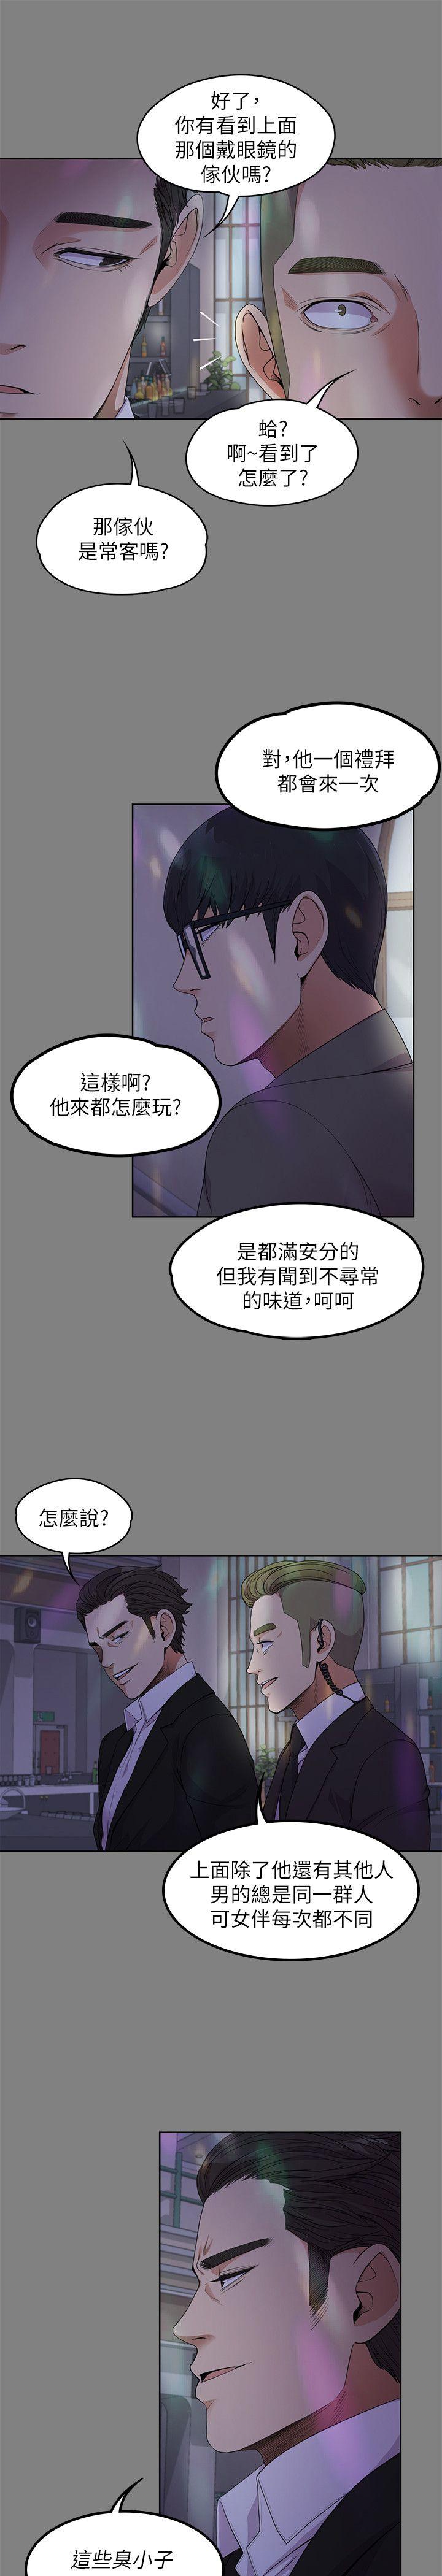 好了,
你有看到上面
那個戴眼鏡的
傢伙嗎?
蛤?
啊~看到了
怎麼了?
那傢伙
是常客嗎?
對,他一個禮拜
都會來一次
這樣啊?
他來都怎麼玩?
是都滿安分的
但我有聞到不尋常
的味道,呵呵
怎麼說?
上面除了他還有其他人
男的總是同一群人
可女伴每次都不同
這些臭小子